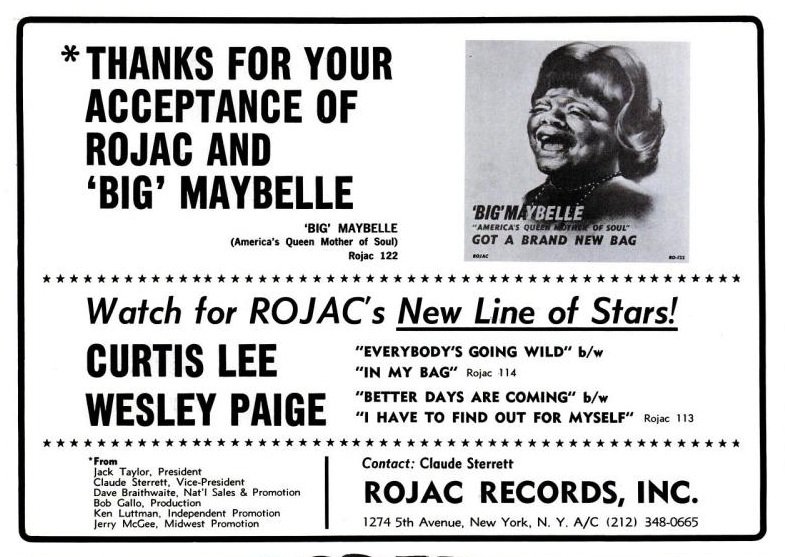 *THANKS FOR YOUR
ACCEPTANCE OF
ROJAC AND
'BIG' MAYBELLE
'BIG' MAYBELLE
(America's Queen Mother of Soul)
Rojac 122
'BIG' MAYBELLE
"AMERICA'S QUEEN MOTHER OF SOUL"
GOT A BRAND NEW BAG
ROJAC
RO-122
Watch for ROJAC's New Line of Stars!
CURTIS LEE
"EVERYBODY'S GOING WILD" b/w
"IN MY BAG" Rojac 114
WESLEY PAIGE
"BETTER DAYS ARE COMING" b/w
"I HAVE TO FIND OUT FOR MYSELF" Rojac 113
*From
Jack Taylor, President
Claude Sterrett, Vice-President
Dave Braithwaite, Nat'l Sales & Promotion
Bob Gallo, Production
Ken Luttman, Independent Promotion
Jerry McGee, Midwest Promotion
Contact: Claude Sterrett
ROJAC RECORDS, INC.
1274 5th Avenue, New York, N. Y. A/C (212) 348-0665